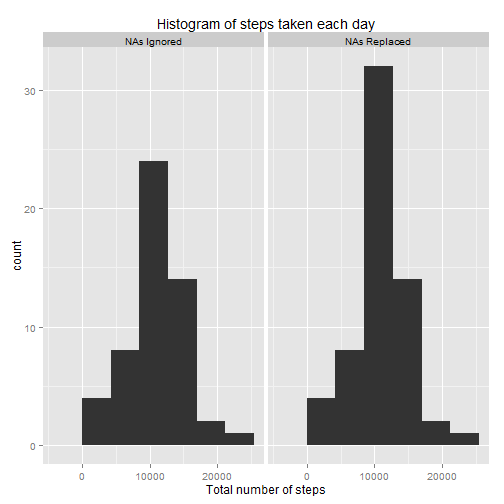 Histogram of steps taken each day
NAs Ignored
NAs Replaced
30
20
10
0
count
0
10000
20000
0
10000
20000
Total number of steps